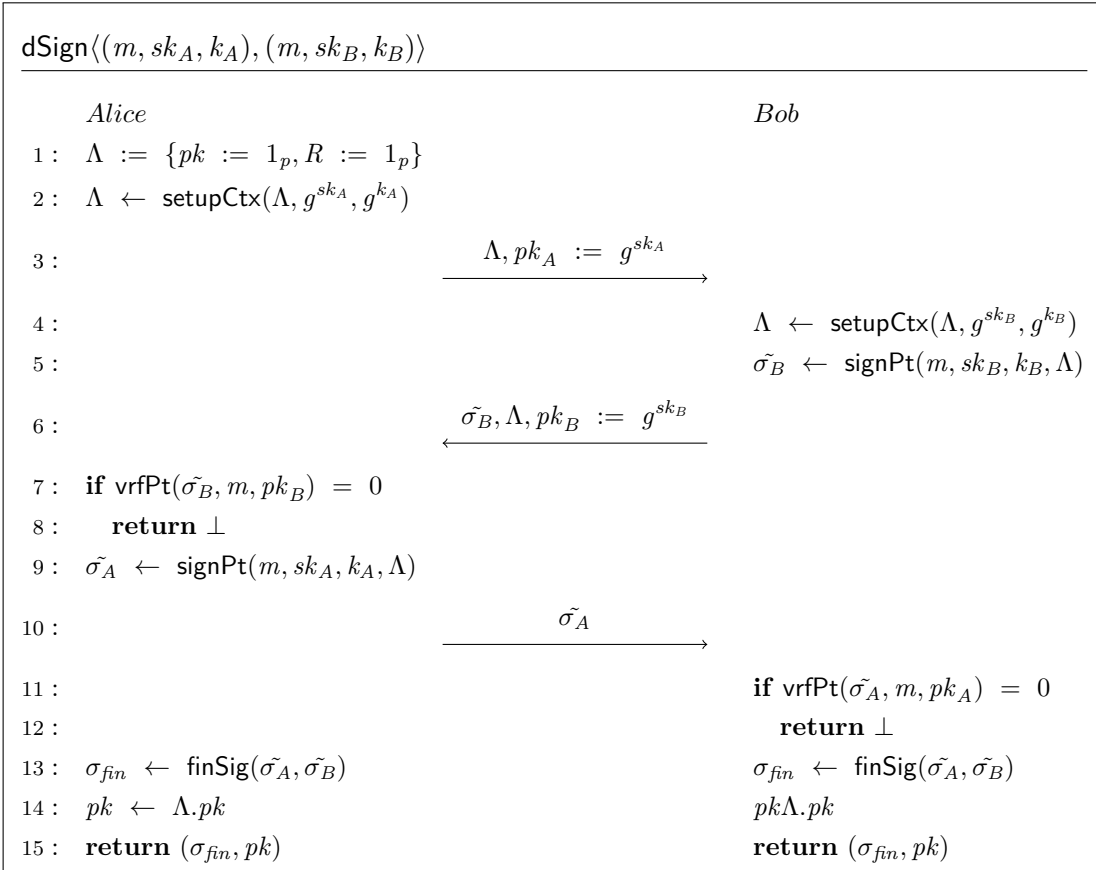 dSign⟨(m, sk_A, k_A), (m, sk_B, k_B)⟩
Alice Bob
1 : Λ := {pk := 1_p, R := 1_p}
2 : Λ ← setupCtx(Λ, g^{sk_A}, g^{k_A})
3 : Λ, pk_A := g^{sk_A}
4 : Λ ← setupCtx(Λ, g^{sk_B}, g^{k_B})
5 : σ̃_B ← signPt(m, sk_B, k_B, Λ)
6 : σ̃_B, Λ, pk_B := g^{sk_B}
7 : if vrfPt(σ̃_B, m, pk_B) = 0
8 : return ⊥
9 : σ̃_A ← signPt(m, sk_A, k_A, Λ)
10 : σ̃_A
11 : if vrfPt(σ̃_A, m, pk_A) = 0
12 : return ⊥
13 : σ_fin ← finSig(σ̃_A, σ̃_B) σ_fin ← finSig(σ̃_A, σ̃_B)
14 : pk ← Λ.pk pkΛ.pk
15 : return (σ_fin, pk) return (σ_fin, pk)